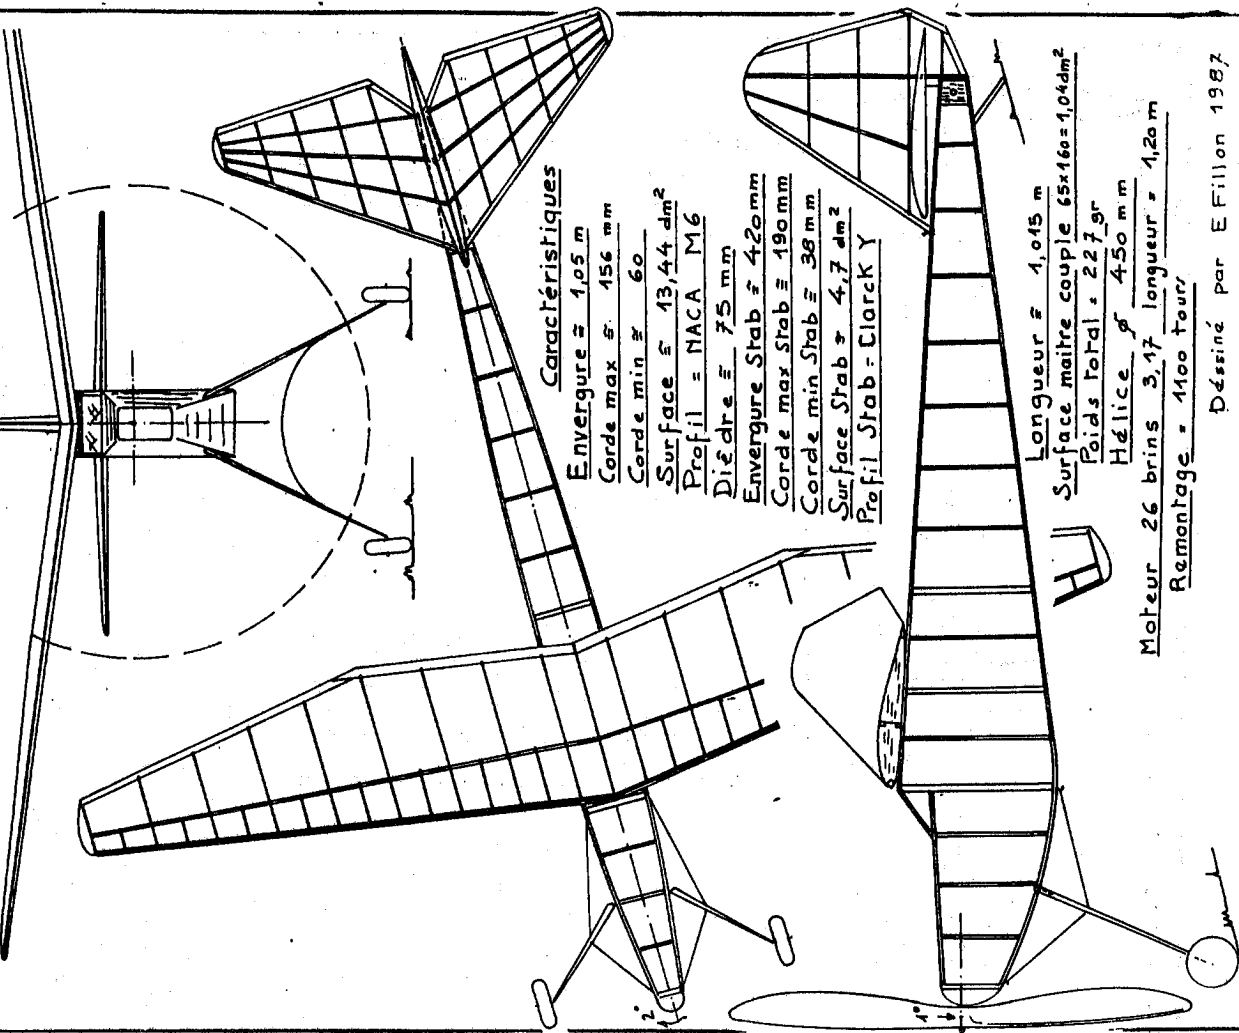 Caractéristiques
Envergure = 1,05 m
Corde max = 156 mm
Corde min = 60
Surface = 13,44 dm²
Profil = NACA M6
Dièdre = 75 mm
Envergure Stab = 420 mm
Corde max Stab = 190 mm
Corde min Stab = 38 mm
Surface Stab = 4,7 dm²
Profil Stab = Clarck Y
Longueur = 1,015 m
Surface maitre couple 65x160 = 1,04 dm²
Poids total = 227 gr
Hélice ø 450 mm
Moteur 26 brins 3,17 longueur = 1,20 m
Remontage = 1100 tours
Déssiné par E Fillon 1987
2°
1°